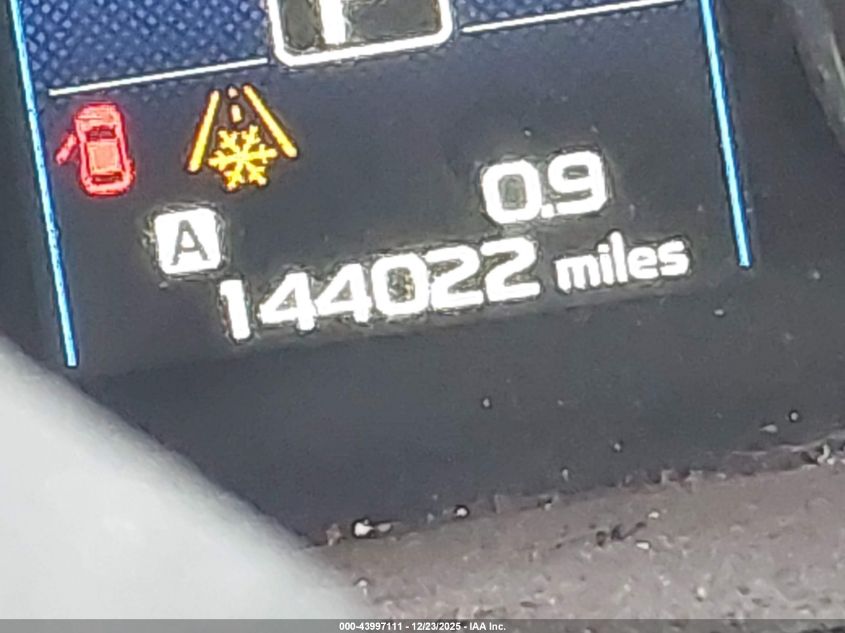 0.9
A
144022 miles
000-43997111 - 12/23/2025 - IAA Inc.